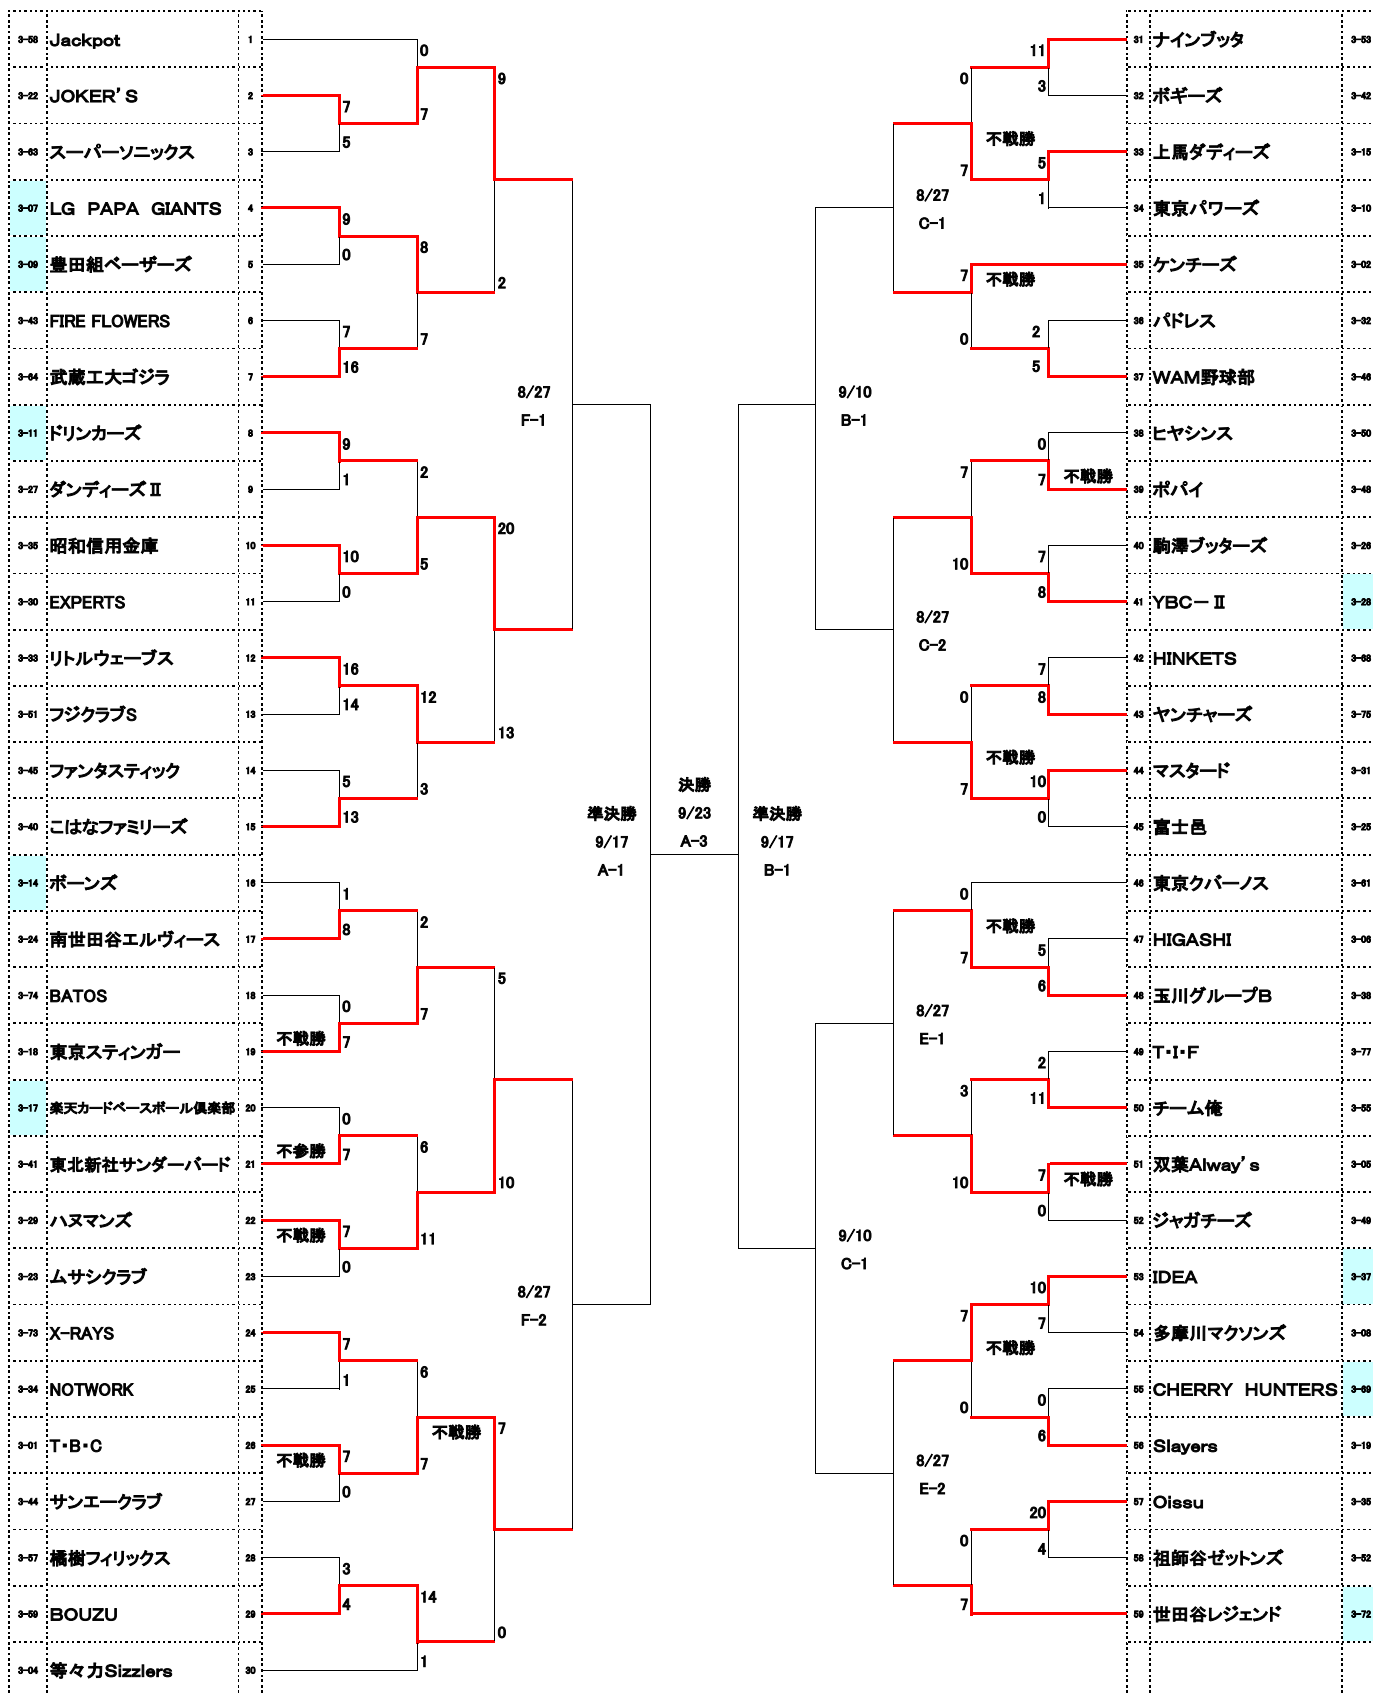 3-58 Jackpot 1
0
9
3-22 JOKER'S 2
7
7
5
3-63 スーパーソニックス 3
3-07 LG PAPA GIANTS 4
9
8
0
3-09 豊田組ベーザーズ 5
2
3-43 FIRE FLOWERS 6
7
7
16
3-64 武蔵工大ゴジラ 7
8/27
F-1
3-11 ドリンカーズ 8
9
2
1
3-27 ダンディーズⅡ 9
20
3-35 昭和信用金庫 10
10
5
0
3-30 EXPERTS 11
3-33 リトルウェーブス 12
16
12
14
3-51 フジクラブS 13
13
3-45 ファンタスティック 14
5
3
13
3-40 こはなファミリーズ 15
準決勝
9/17
A-1
3-14 ボーンズ 16
1
2
8
3-24 南世田谷エルヴィース 17
5
3-74 BATOS 18
0
7
不戦勝
7
3-18 東京スティンガー 19
3-17 楽天カードベースボール倶楽部 20
0
6
不参勝
7
3-41 東北新社サンダーバード 21
10
3-29 ハヌマンズ 22
7
不戦勝
11
0
3-23 ムサシクラブ 23
8/27
F-2
3-73 X-RAYS 24
7
6
1
3-34 NOTWORK 25
7
不戦勝
3-01 T・B・C 26
7
不戦勝
7
0
3-44 サンエークラブ 27
3-57 橘樹フィリックス 28
3
14
4
3-59 BOUZU 29
0
1
3-04 等々力Sizzlers 30
決勝
9/23
A-3
31 ナインブッタ 3-53
11
0
3
32 ボギーズ 3-42
不戦勝
33 上馬ダディーズ 3-15
5
7
1
34 東京パワーズ 3-10
8/27
C-1
35 ケンチーズ 3-02
7
不戦勝
36 パドレス 3-32
2
0
5
37 WAM野球部 3-46
9/10
B-1
38 ヒヤシンス 3-50
0
7
7
不戦勝
39 ポパイ 3-48
40 駒澤ブッターズ 3-26
7
10
8
41 YBC-Ⅱ 3-28
8/27
C-2
42 HINKETS 3-68
7
0
8
43 ヤンチャーズ 3-75
不戦勝
44 マスタード 3-31
10
7
0
45 富士邑 3-25
準決勝
9/17
B-1
46 東京クバーノス 3-61
0
不戦勝
47 HIGASHI 3-06
5
7
6
48 玉川グループB 3-38
8/27
E-1
49 T・I・F 3-77
2
3
11
50 チーム俺 3-55
51 双葉Alway's 3-05
7
不戦勝
10
0
52 ジャガチーズ 3-49
9/10
C-1
53 IDEA 3-37
10
7
7
54 多摩川マクソンズ 3-08
不戦勝
55 CHERRY HUNTERS 3-69
0
0
6
56 Slayers 3-19
8/27
E-2
57 Oissu 3-35
20
0
4
58 祖師谷ゼットンズ 3-52
7
59 世田谷レジェンド 3-72